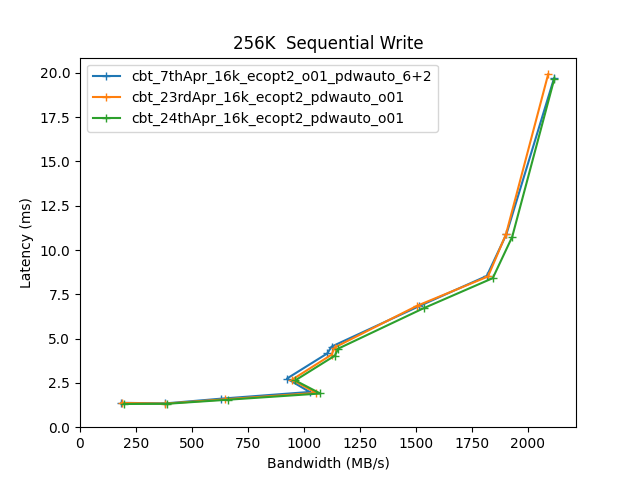 256K  Sequential Write
cbt_7thApr_16k_ecopt2_o01_pdwauto_6+2
cbt_23rdApr_16k_ecopt2_pdwauto_o01
cbt_24thApr_16k_ecopt2_pdwauto_o01
Latency (ms)
20.0
17.5
15.0
12.5
10.0
7.5
5.0
2.5
0.0
0 250 500 750 1000 1250 1500 1750 2000
Bandwidth (MB/s)